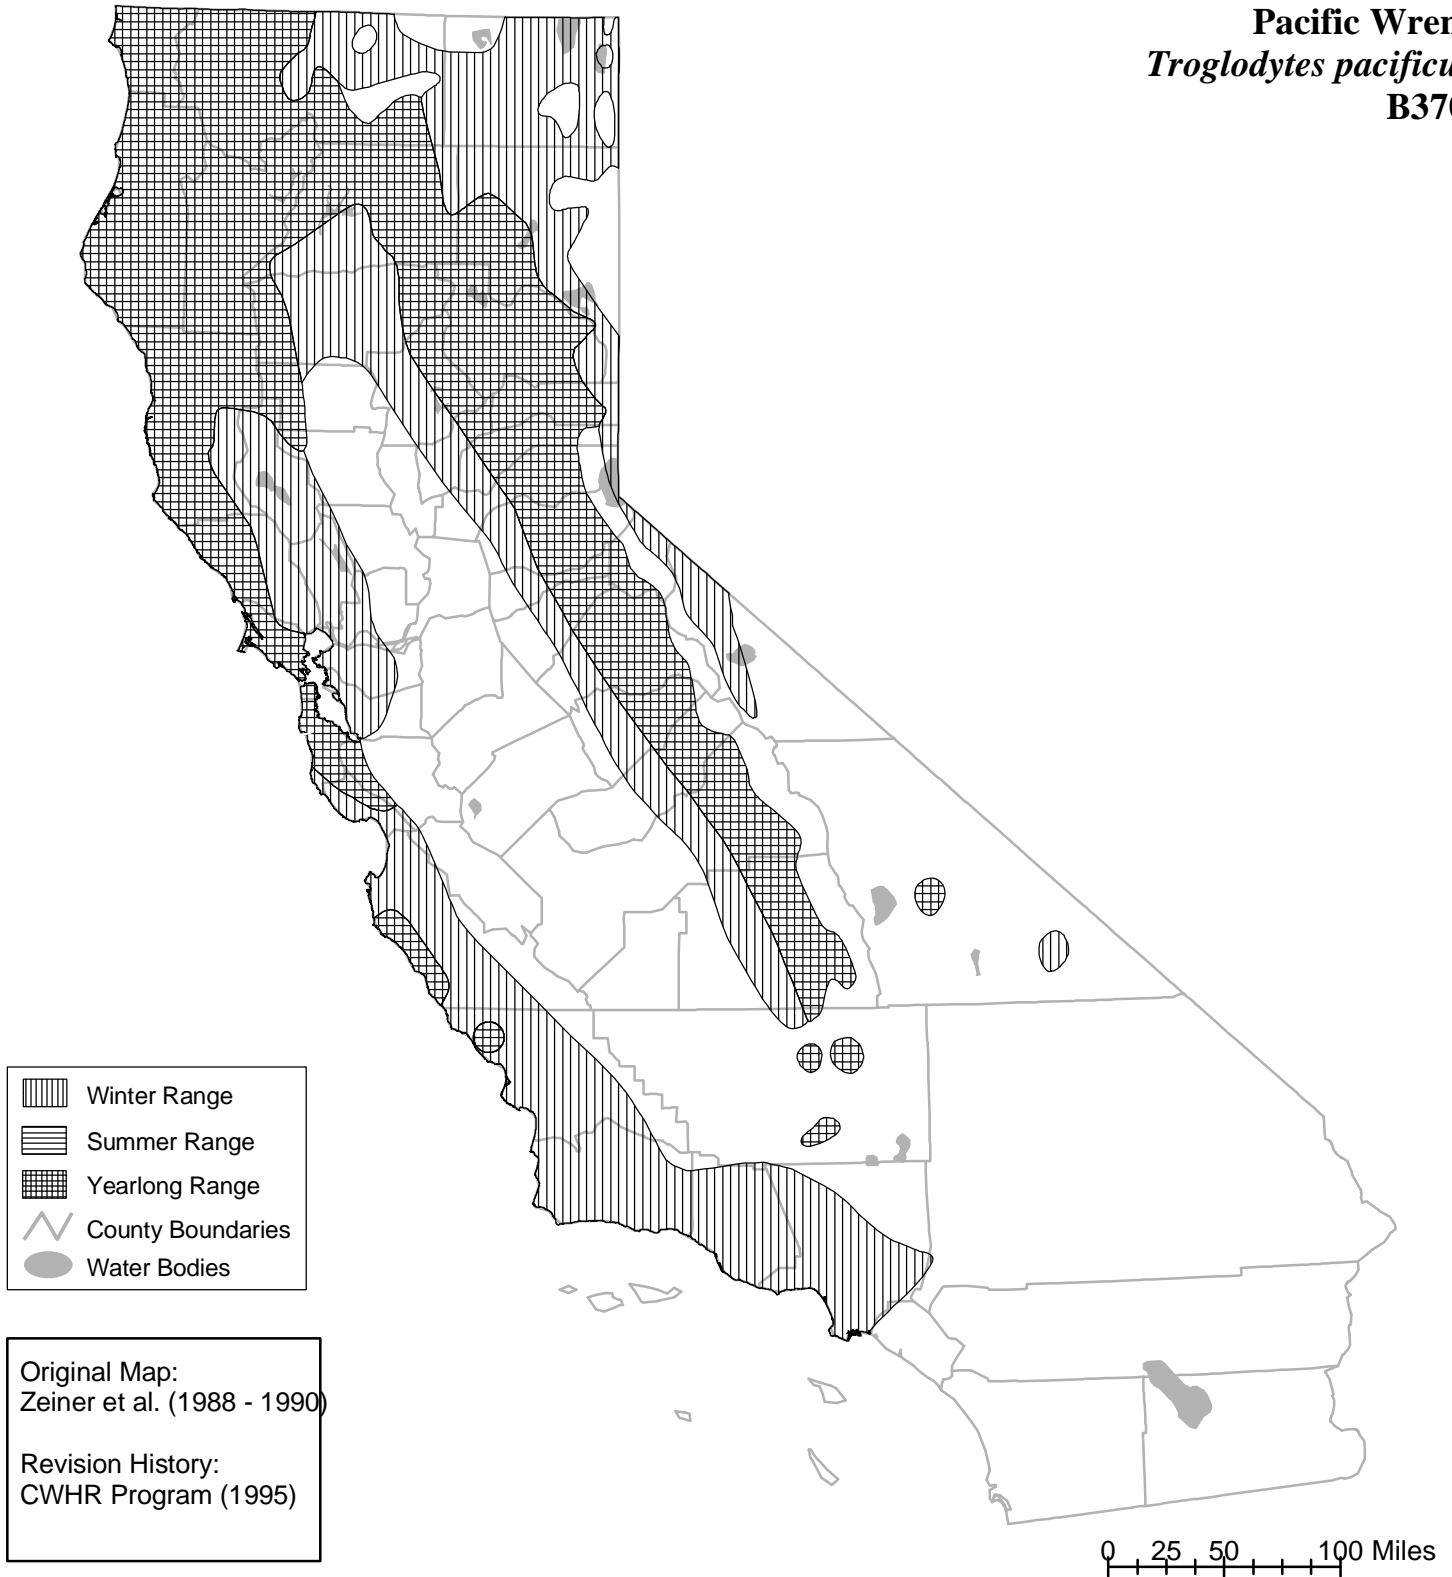 Pacific Wren
Troglodytes pacificu
B370
Winter Range
Summer Range
Yearlong Range
County Boundaries
Water Bodies
Original Map:
Zeiner et al. (1988 - 1990)
Revision History:
CWHR Program (1995)
0 25 50 100 Miles